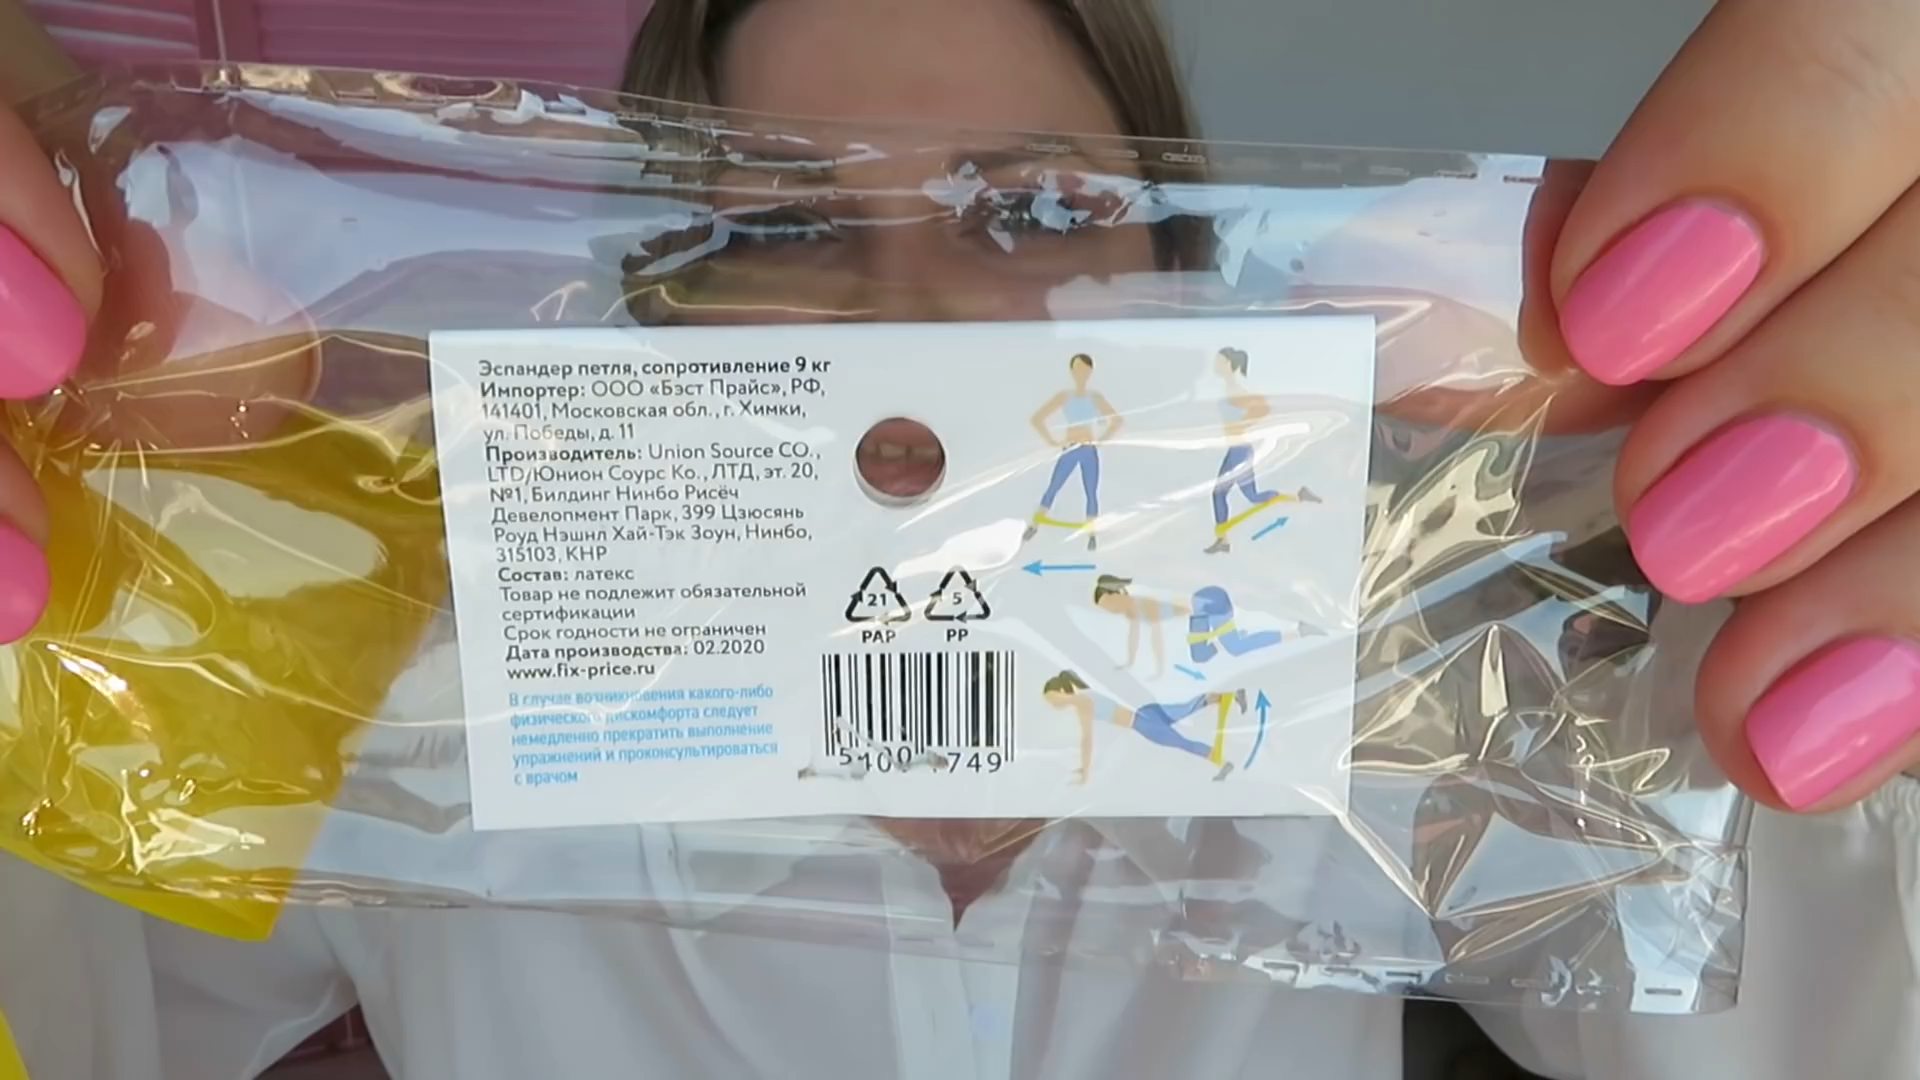 Эспандер петля, сопротивление 9 кг
Импортер: ООО «Бэст Прайс», РФ,
141401, Московская обл., г. Химки,
ул. Победы, д. 11
Производитель: Union Source CO.,
LTD/Юнион Соурс Ко., ЛТД, эт. 20,
№1, Билдинг Нинбо Рисёч
Девелопмент Парк, 399 Цзюсянь
Роуд Нэшнл Хай-Тэк Зоун, Нинбо,
315103, КНР
Состав: латекс
Товар не подлежит обязательной
сертификации
Срок годности не ограничен
Дата производства: 02.2020
www.fix-price.ru
В случае возникновения какого-либо
физического дискомфорта следует
немедленно прекратить выполнение
упражнений и проконсультироваться
с врачом
21 5
PAP PP
749